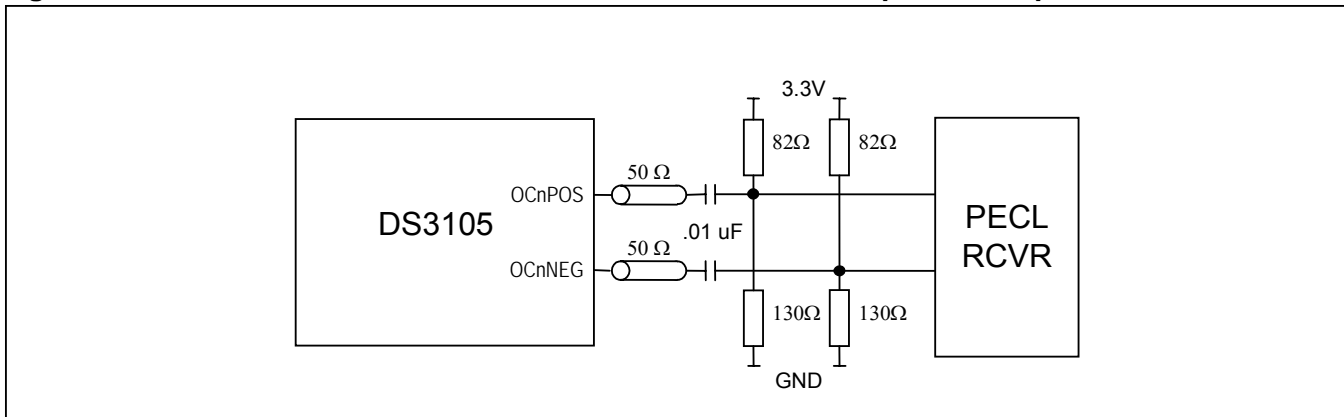 3.3V
82Ω 82Ω
50 Ω
OCnPOS
DS3105
.01 uF
PECL
RCVR
50 Ω
OCnNEG
130Ω 130Ω
GND